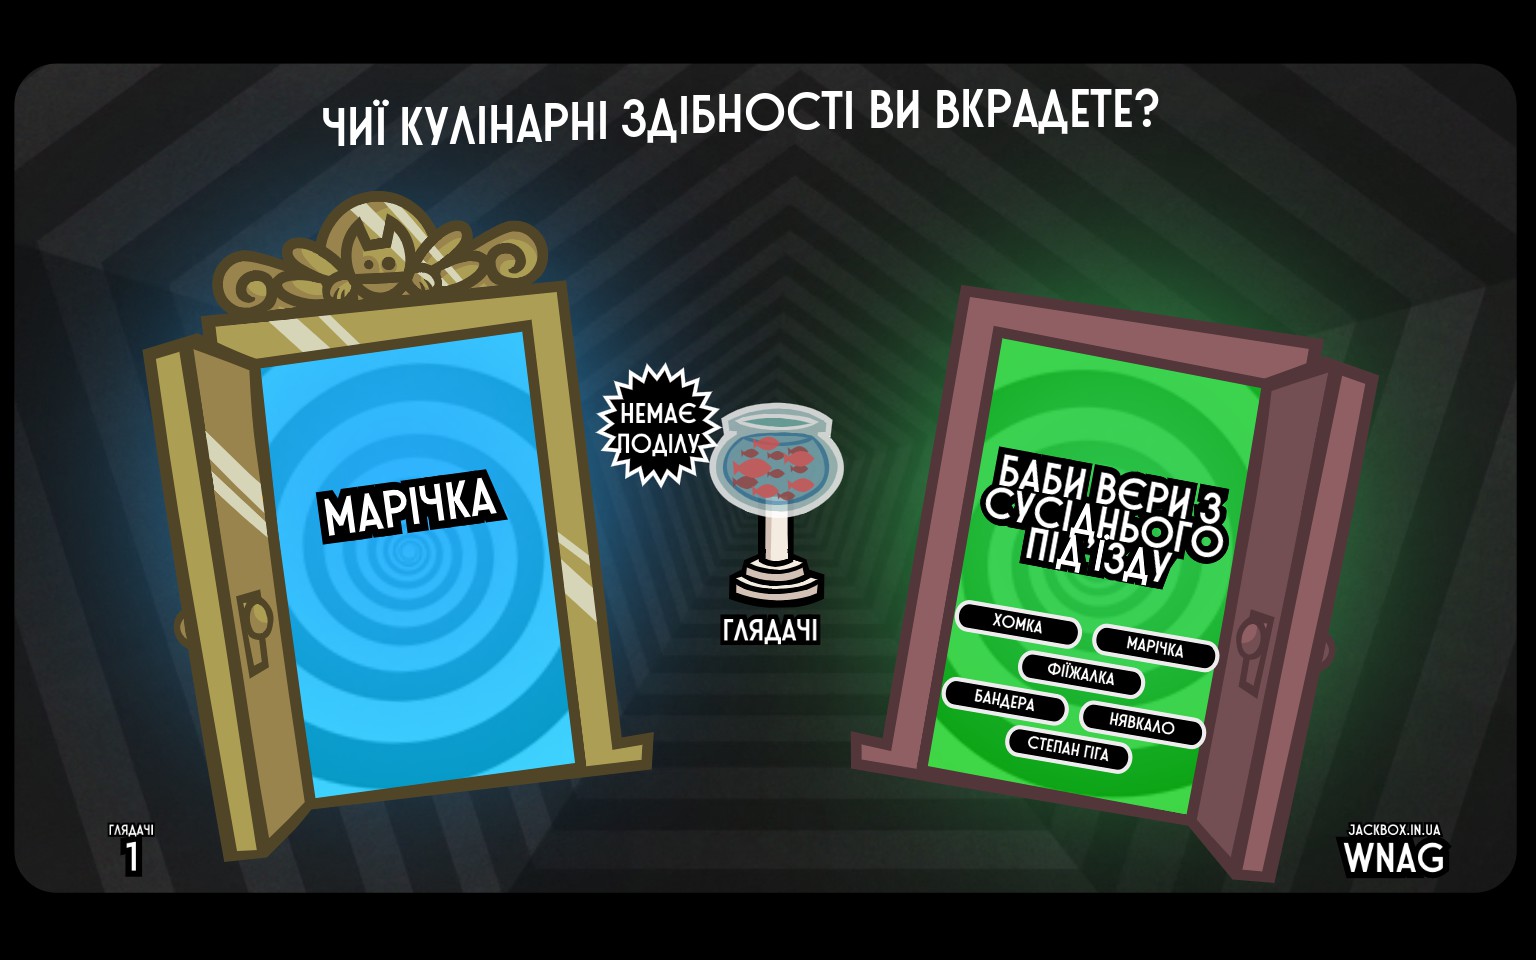 ЧИЇ КУЛІНАРНІ ЗДІБНОСТІ ВИ ВКРАДЕТЕ?
МАРІЧКА
НЕМАЄ
ПОДІЛУ
ГЛЯДАЧІ
БАБИ ВЄРИ З
СУСІДНЬОГО
ПІД'ЇЗДУ
ХОМКА
МАРІЧКА
ФІЇЖАЛКА
БАНДЕРА
НЯВКАЛО
СТЕПАН ГІГА
ГЛЯДАЧІ
1
JACKBOX.IN.UA
WNAG